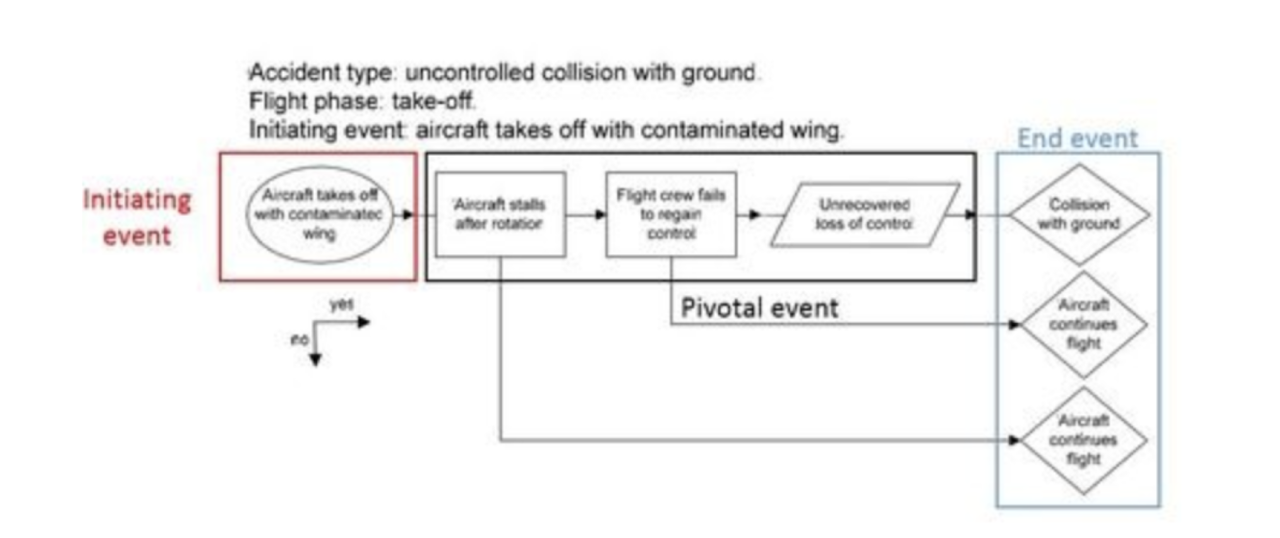 Accident type: uncontrolled collision with ground.
Flight phase: take-off.
Initiating event: aircraft takes off with contaminated wing.
End event
Initiating
event
Aircraft takes off
with contaminated
wing
Aircraft stalls
after rotation
Flight crew fails
to regain
control
Unrecovered
loss of control
Collision
with ground
yes
no
Pivotal event
Aircraft
continues
flight
Aircraft
continues
flight